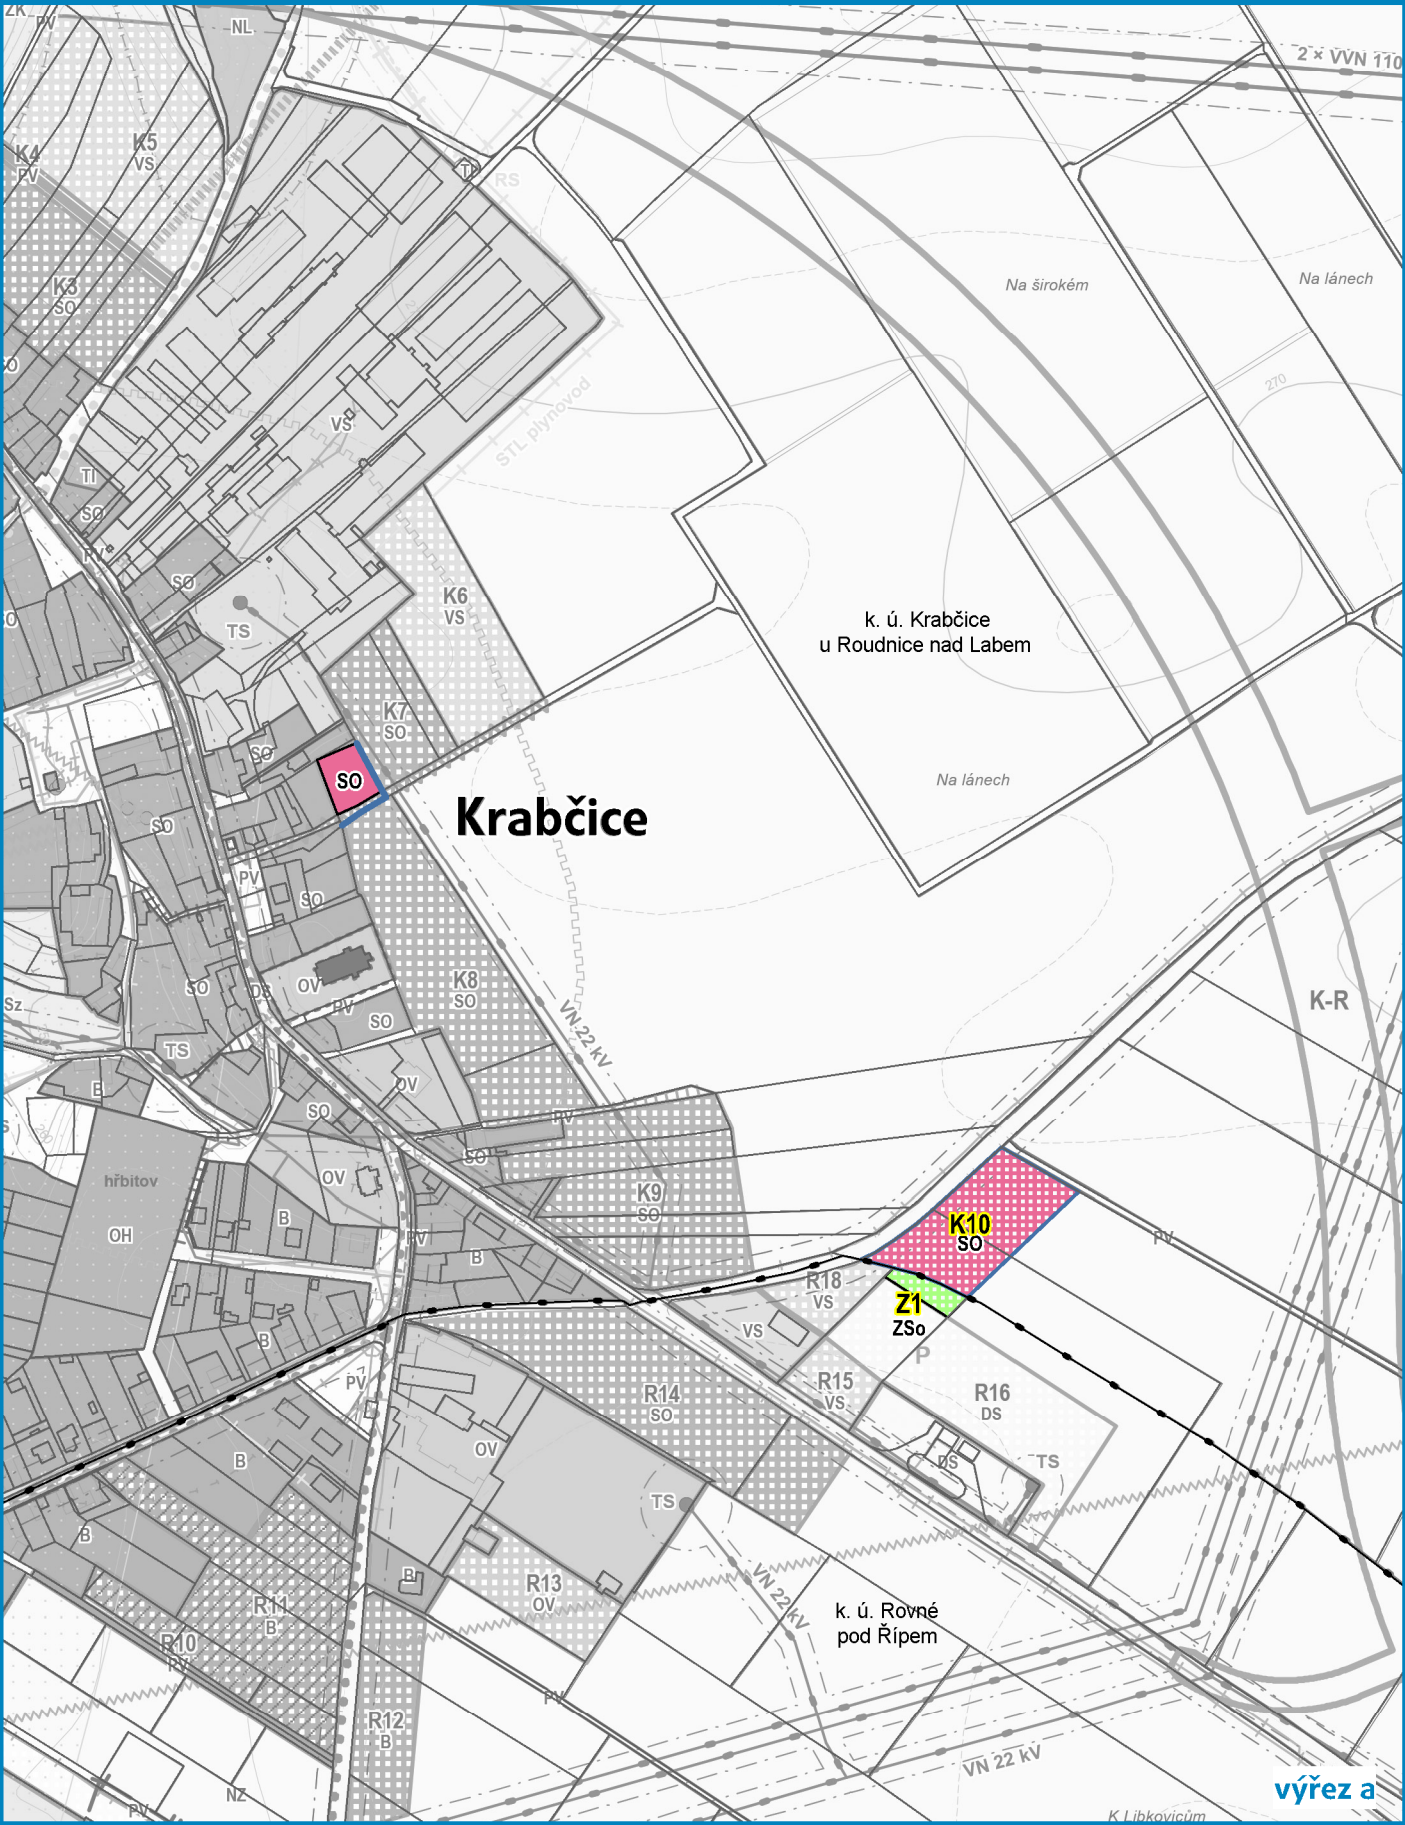 ZK
PV
NL
2 × VVN 110
K5
VS
K4
PV
TI
RS
K3
SO
Na širokém
Na lánech
270
SO
STL plynovod
VS
TI
SO
PV
SO
K6
VS
SO
TS
k. ú. Krabčice
u Roudnice nad Labem
K7
SO
SO
SO
Na lánech
Krabčice
SO
PV
SO
K8
SO
OV
SO
DS
PV
K-R
Sz
SO
VN 22 kV
TS
OV
B
SO
PV
S
280
SO
OV
hřbitov
K9
SO
B
OH
PV
K10
SO
PV
B
R18
VS
Z1
ZSo
VS
B
P
PV
R15
VS
R14
SO
R16
DS
OV
B
DS
TS
TS
B
VN 22 kV
B
R13
OV
R11
B
k. ú. Rovné
pod Řípem
R10
PV
PV
R12
B
VN 22 kV
NZ
výřez a
PV
K Libkovicům